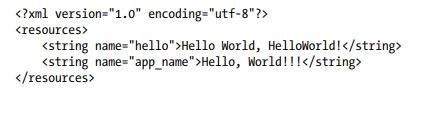 <?xml version="1.0" encoding="utf-8"?>
<resources>
    <string name="hello">Hello World, HelloWorld!</string>
    <string name="app_name">Hello, World!!!</string>
</resources>